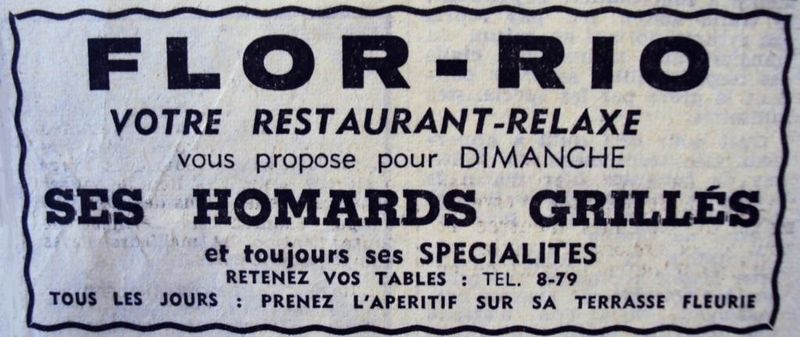 FLOR-RIO
VOTRE RESTAURANT-RELAXE
vous propose pour DIMANCHE
SES HOMARDS GRILLÉS
et toujours ses SPECIALITES
RETENEZ VOS TABLES : TEL. 8-79
TOUS LES JOURS : PRENEZ L'APERITIF SUR SA TERRASSE FLEURIE